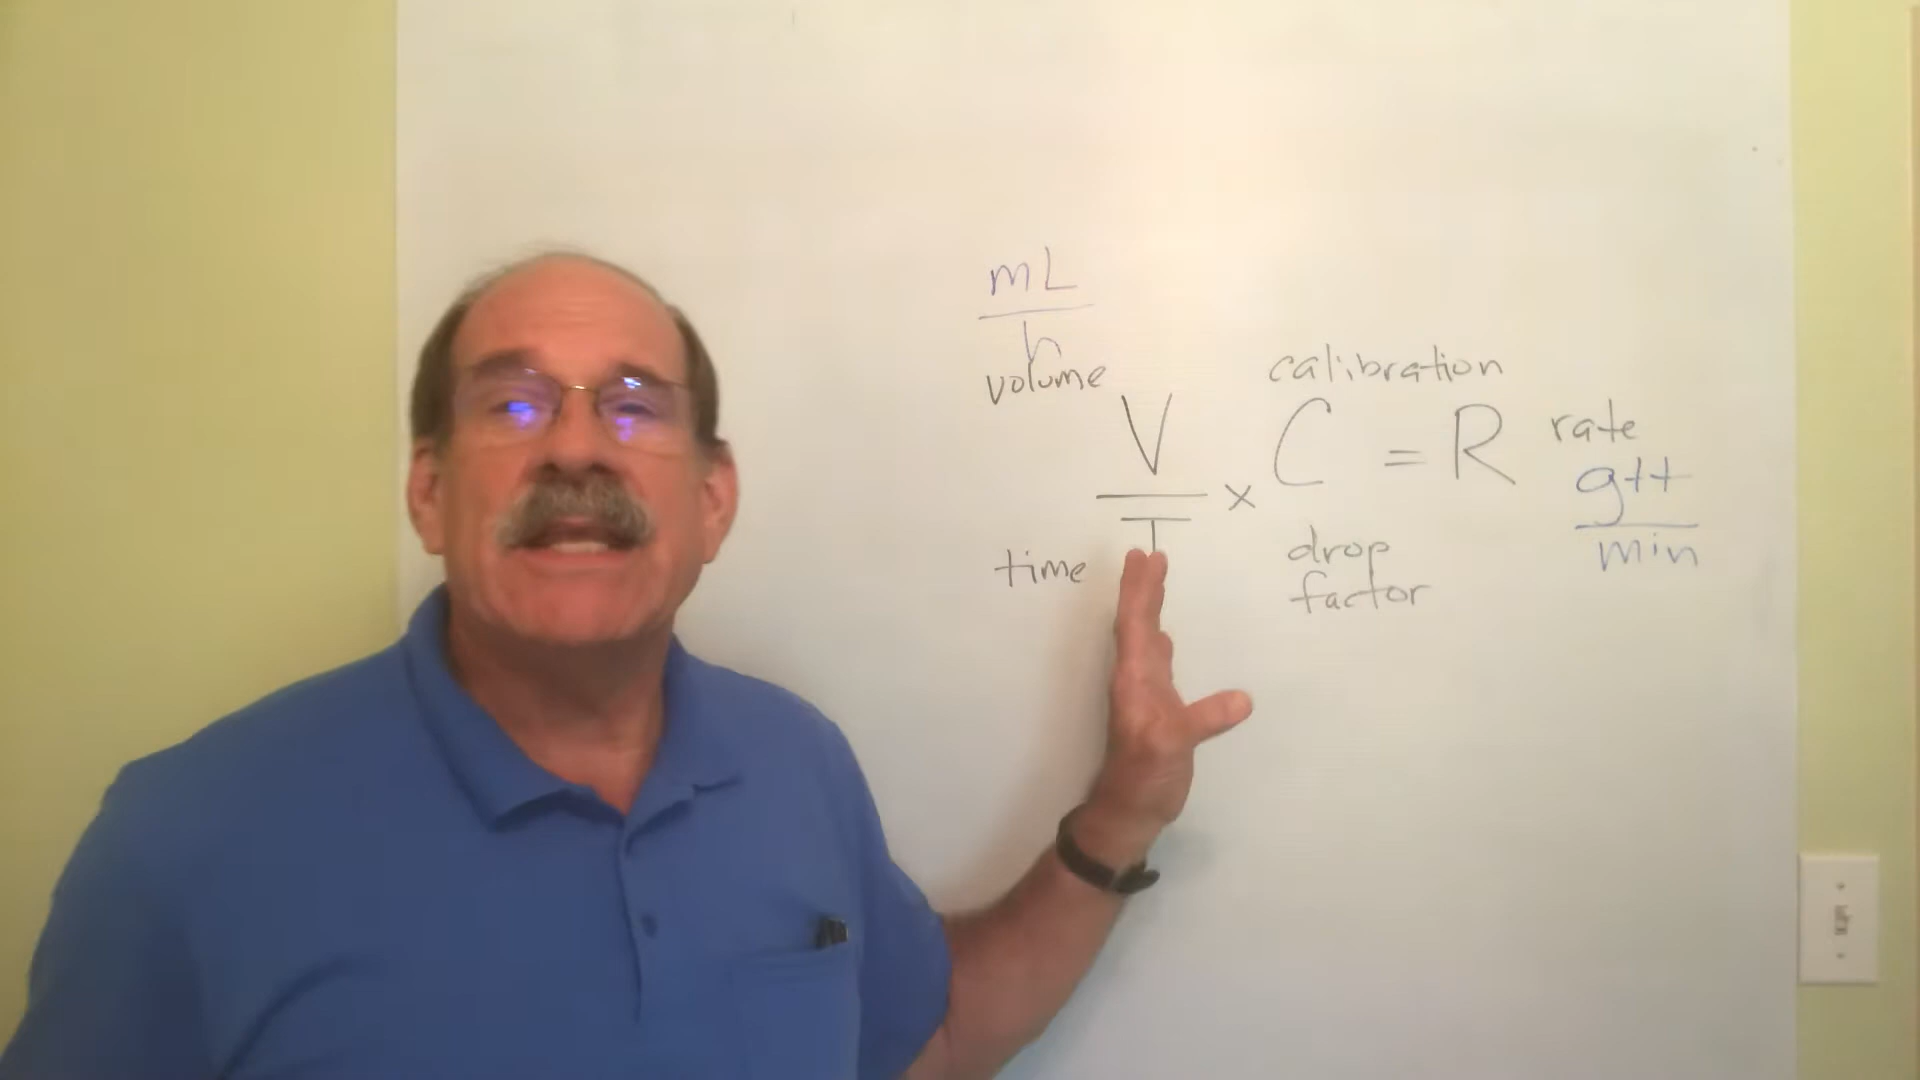 mL
h
volume
calibration
V
T
× C = R
rate
gtt
min
time
drop
factor